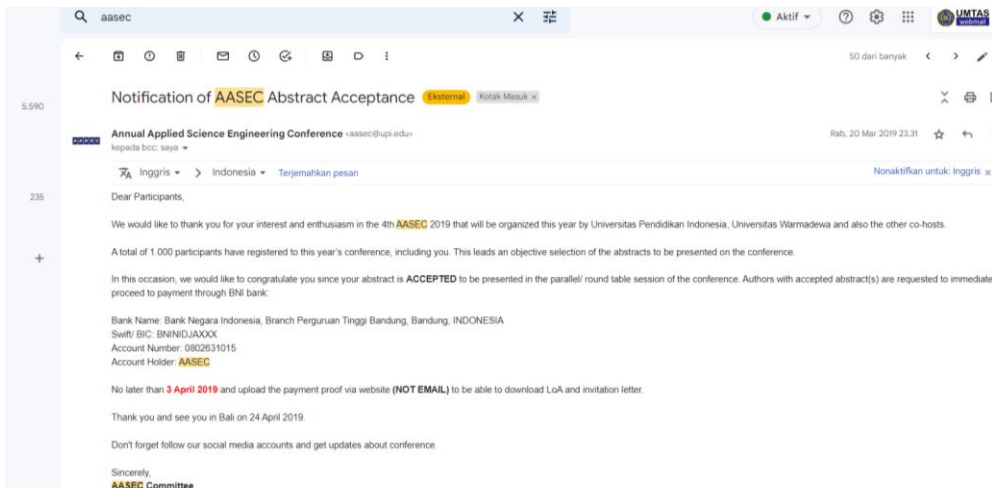 aasec
Aktif
UMTAS
webmail
50 dari banyak
5.590
Notification of AASEC Abstract Acceptance Eksternal Kotak Masuk x
Annual Applied Science Engineering Conference <aasec@upi.edu>
Rab, 20 Mar 2019 23.31
kepada bcc: saya
Inggris > Indonesia Terjemahkan pesan
Nonaktifkan untuk: Inggris x
235
Dear Participants,
We would like to thank you for your interest and enthusiasm in the 4th AASEC 2019 that will be organized this year by Universitas Pendidikan Indonesia, Universitas Warmadewa and also the other co-hosts.
A total of 1.000 participants have registered to this year's conference, including you. This leads an objective selection of the abstracts to be presented on the conference.
In this occasion, we would like to congratulate you since your abstract is ACCEPTED to be presented in the parallel/ round table session of the conference. Authors with accepted abstract(s) are requested to immediate
proceed to payment through BNI bank:
Bank Name: Bank Negara Indonesia, Branch Perguruan Tinggi Bandung, Bandung, INDONESIA
Swift/ BIC: BNINIDJAXXX
Account Number: 0802631015
Account Holder: AASEC
No later than 3 April 2019 and upload the payment proof via website (NOT EMAIL) to be able to download LoA and invitation letter.
Thank you and see you in Bali on 24 April 2019.
Don't forget follow our social media accounts and get updates about conference.
Sincerely,
AASEC Committee